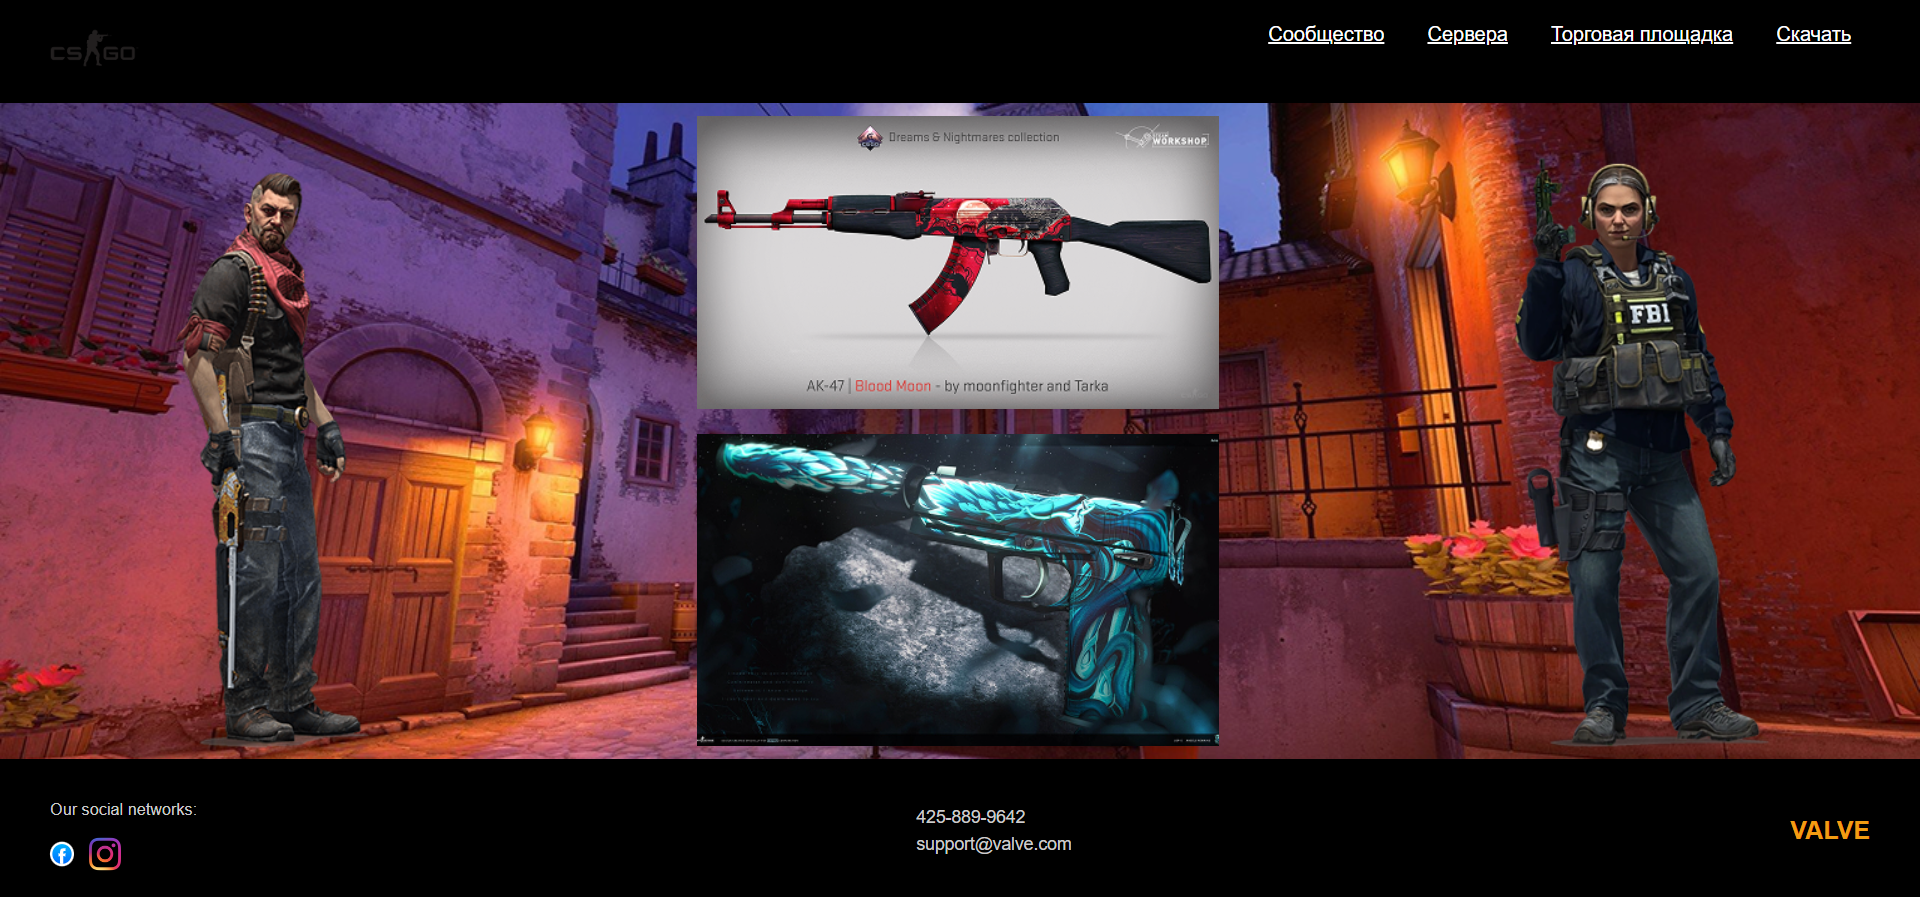 CS GO
Сообщество Сервера Торговая площадка Скачать
Dreams & Nightmares collection
WORKSHOP
FBI
AK-47 | Blood Moon - by moonfighter and Tarka
Our social networks:
425-889-9642
support@valve.com
VALVE